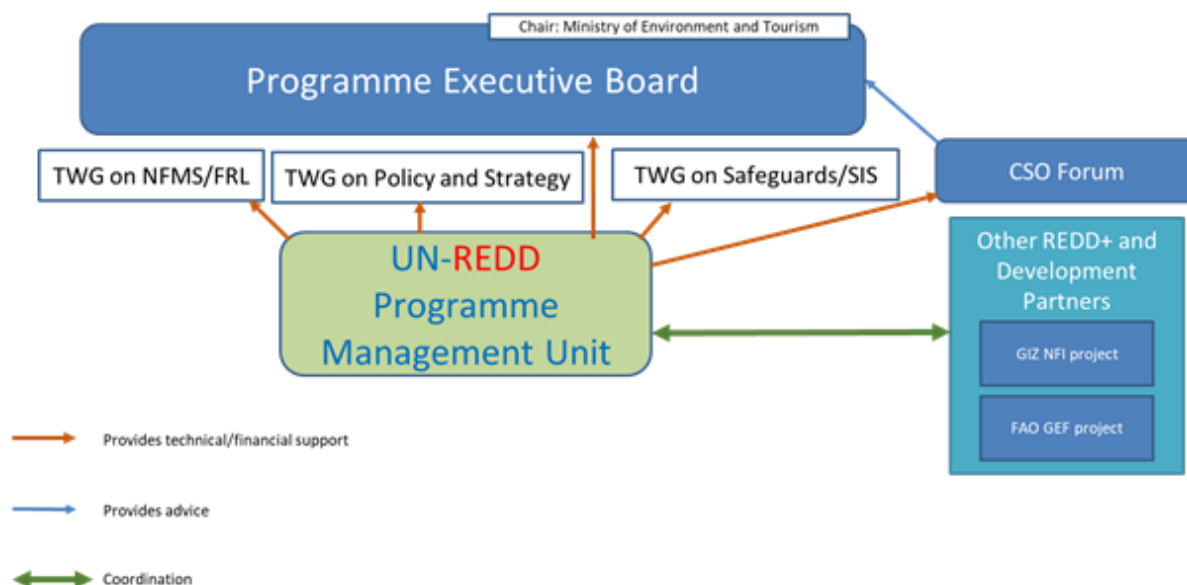 Chair: Ministry of Environment and Tourism
Programme Executive Board
TWG on NFMS/FRL
TWG on Policy and Strategy
TWG on Safeguards/SIS
CSO Forum
UN-REDD
Programme
Management Unit
Other REDD+ and
Development
Partners
GIZ NFI project
FAO GEF project
Provides technical/financial support
Provides advice
Coordination